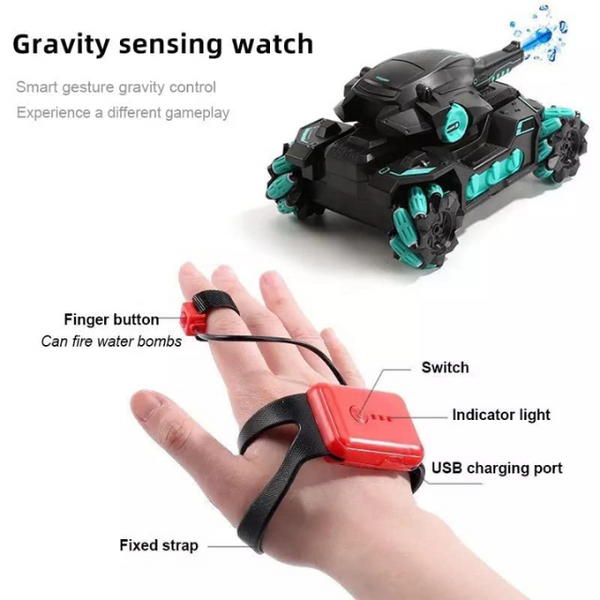 Gravity sensing watch
Smart gesture gravity control
Experience a different gameplay
Finger button
Can fire water bombs
Switch
Indicator light
USB charging port
Fixed strap